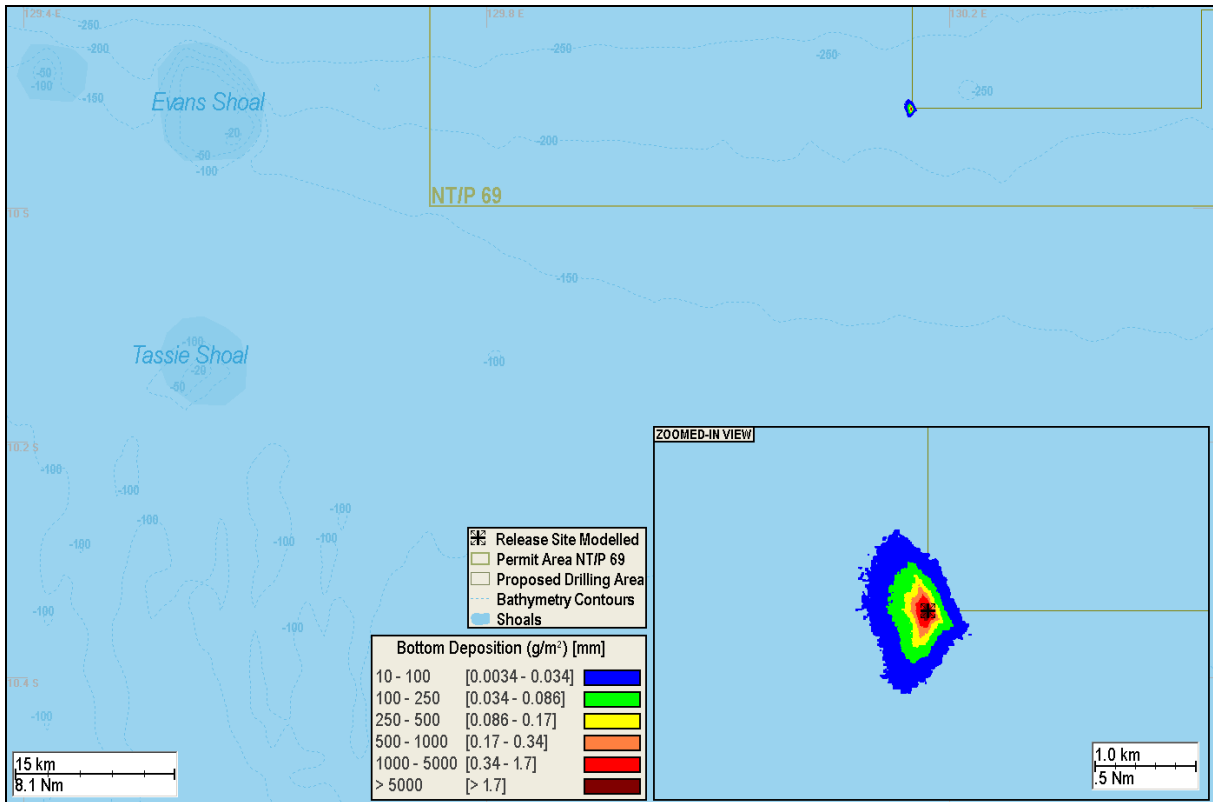 129.4 E
129.8 E
130.2 E
-250
-200
-150
-50
-100
Evans Shoal
-20
-50
-100
-250
-250
-250
-200
NT/P 69
10 S
-150
-100
Tassie Shoal
-100
-20
-50
10.2 S
-100
-100
-100
-100
-100
-100
-100
-100
-100
10.4 S
-100
Release Site Modelled
Permit Area NT/P 69
Proposed Drilling Area
Bathymetry Contours
Shoals
Bottom Deposition (g/m²) [mm]
10 - 100 [0.0034 - 0.034]
100 - 250 [0.034 - 0.086]
250 - 500 [0.086 - 0.17]
500 - 1000 [0.17 - 0.34]
1000 - 5000 [0.34 - 1.7]
> 5000 [> 1.7]
15 km
8.1 Nm
ZOOMED-IN VIEW
1.0 km
.5 Nm